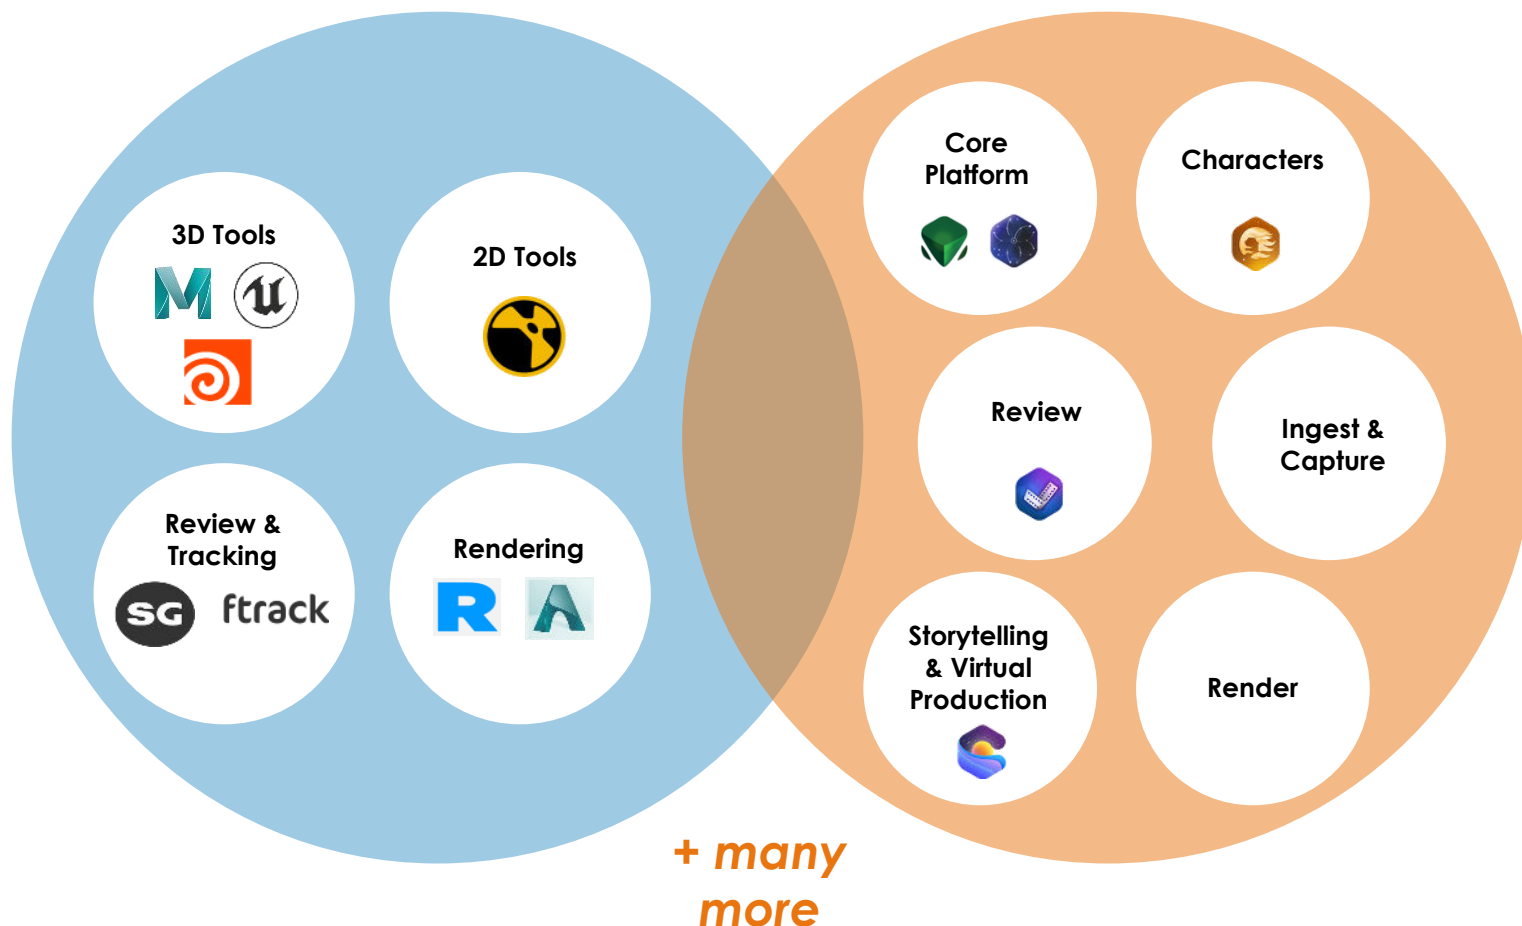 3D Tools
2D Tools
Review &
Tracking
SG
ftrack
Rendering
R
Core
Platform
Characters
Review
Ingest &
Capture
Storytelling
& Virtual
Production
Render
+ many
more